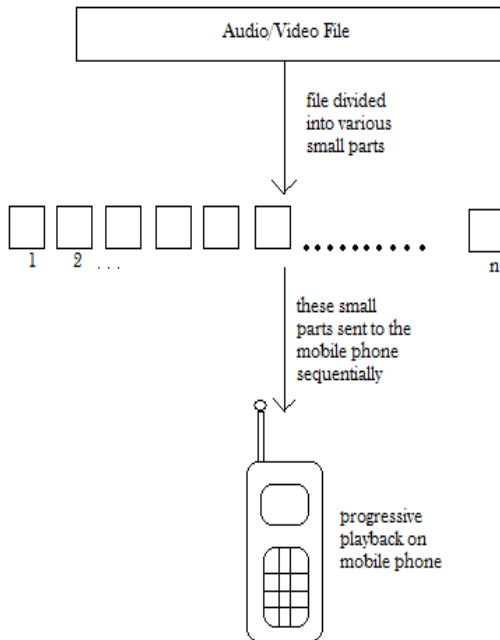 Audio/Video File
file divided
into various
small parts
1 2 . . .
n
these small
parts sent to the
mobile phone
sequentially
progressive
playback on
mobile phone